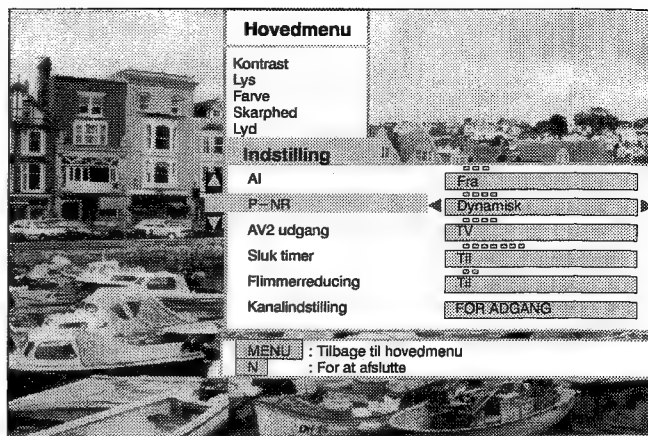 Hovedmenu
Kontrast
Lys
Farve
Skarphed
Lyd
Indstilling
AI Fra
P-NR Dynamisk
AV2 udgang TV
Sluk timer Til
Flimmerreducing Til
Kanalindstilling FOR ADGANG
MENU : Tilbage til hovedmenu
N : For at afslutte